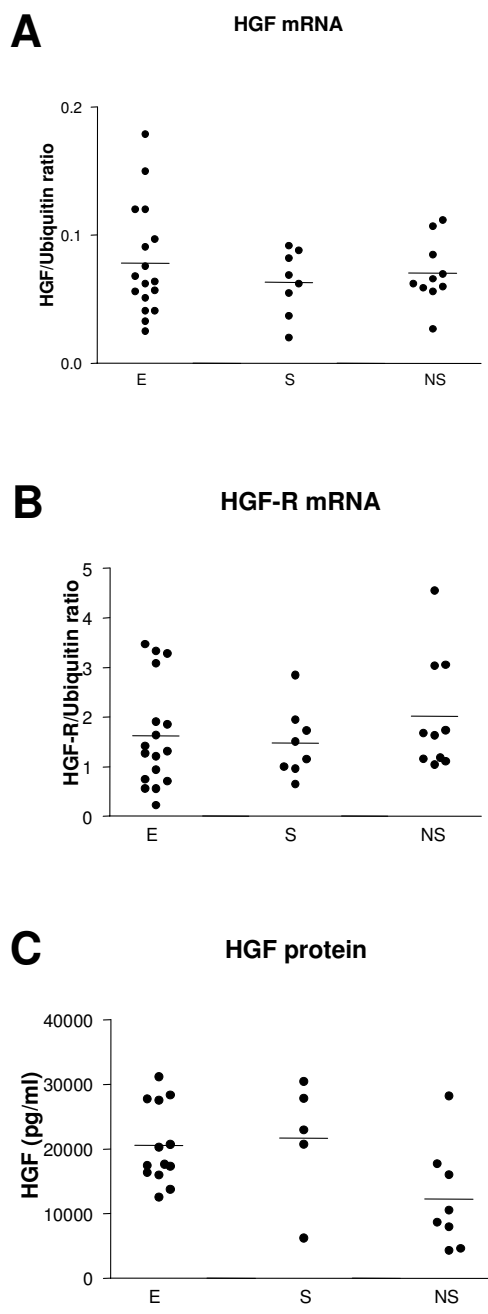 A
HGF mRNA
HGF/Ubiquitin ratio
0.2
0.1
0.0
E S NS
B
HGF-R mRNA
HGF-R/Ubiquitin ratio
5
4
3
2
1
0
E S NS
C
HGF protein
HGF (pg/ml)
40000
30000
20000
10000
0
E S NS